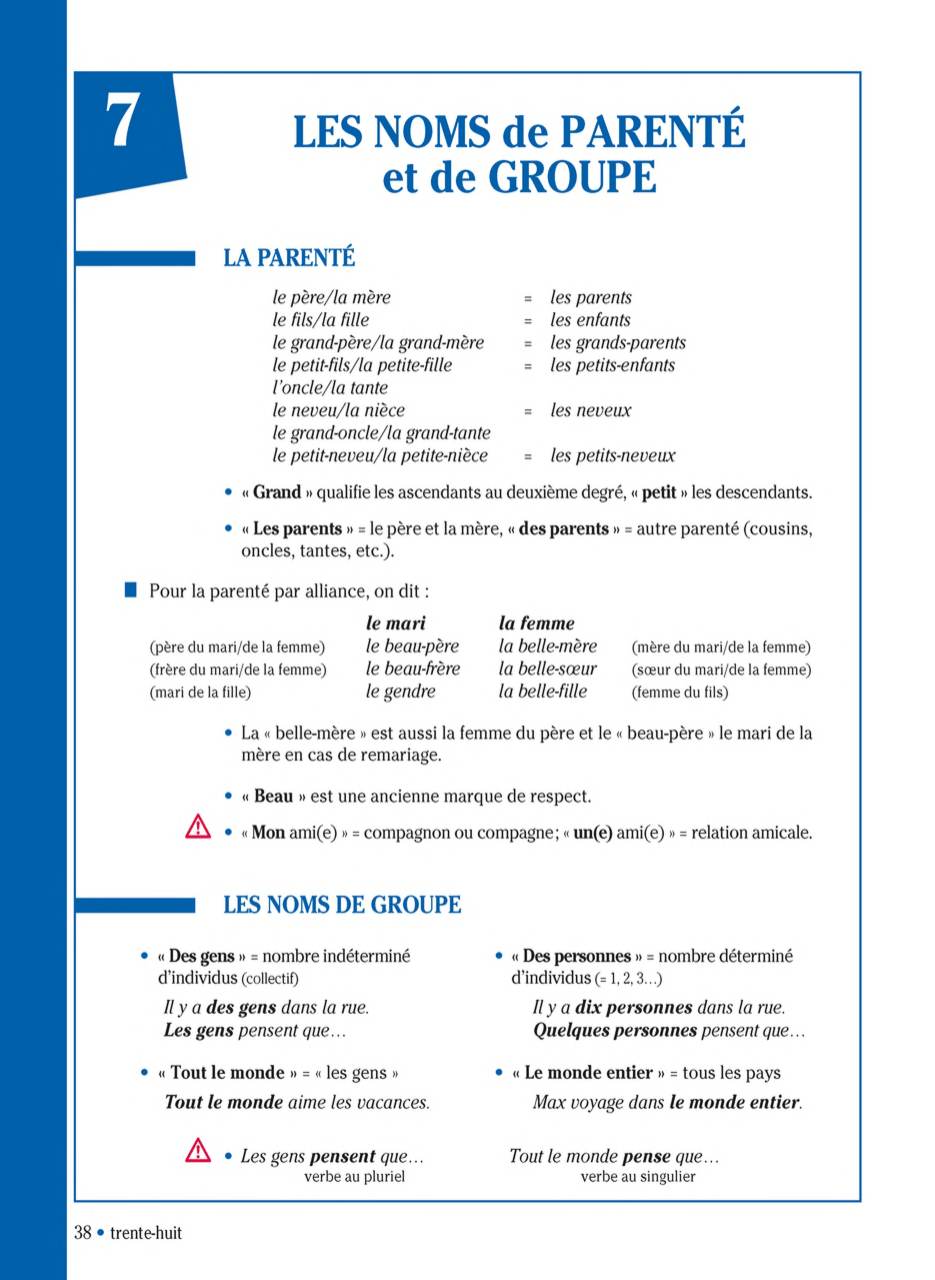 7
LES NOMS de PARENTÉ
et de GROUPE
LA PARENTÉ
le père/la mère = les parents
le fils/la fille = les enfants
le grand-père/la grand-mère = les grands-parents
le petit-fils/la petite-fille = les petits-enfants
l'oncle/la tante
le neveu/la nièce = les neveux
le grand-oncle/la grand-tante
le petit-neveu/la petite-nièce = les petits-neveux
• « Grand » qualifie les ascendants au deuxième degré, « petit » les descendants.
• « Les parents » = le père et la mère, « des parents » = autre parenté (cousins,
oncles, tantes, etc.).
■ Pour la parenté par alliance, on dit :
le mari la femme
(père du mari/de la femme) le beau-père la belle-mère (mère du mari/de la femme)
(frère du mari/de la femme) le beau-frère la belle-sœur (sœur du mari/de la femme)
(mari de la fille) le gendre la belle-fille (femme du fils)
• La « belle-mère » est aussi la femme du père et le « beau-père » le mari de la
mère en cas de remariage.
• « Beau » est une ancienne marque de respect.
• « Mon ami(e) » = compagnon ou compagne; « un(e) ami(e) » = relation amicale.
LES NOMS DE GROUPE
• « Des gens » = nombre indéterminé
d'individus (collectif)
Il y a des gens dans la rue.
Les gens pensent que…
• « Des personnes » = nombre déterminé
d'individus (= 1, 2, 3…)
Il y a dix personnes dans la rue.
Quelques personnes pensent que…
• « Tout le monde » = « les gens »
Tout le monde aime les vacances.
• « Le monde entier » = tous les pays
Max voyage dans le monde entier.
• Les gens pensent que…
verbe au pluriel
Tout le monde pense que…
verbe au singulier
38 • trente-huit